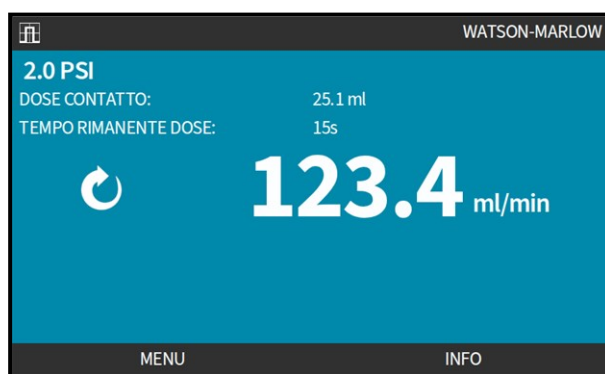 WATSON-MARLOW
2.0 PSI
DOSE CONTATTO: 25.1 ml
TEMPO RIMANENTE DOSE: 15s
123.4 ml/min
MENU INFO